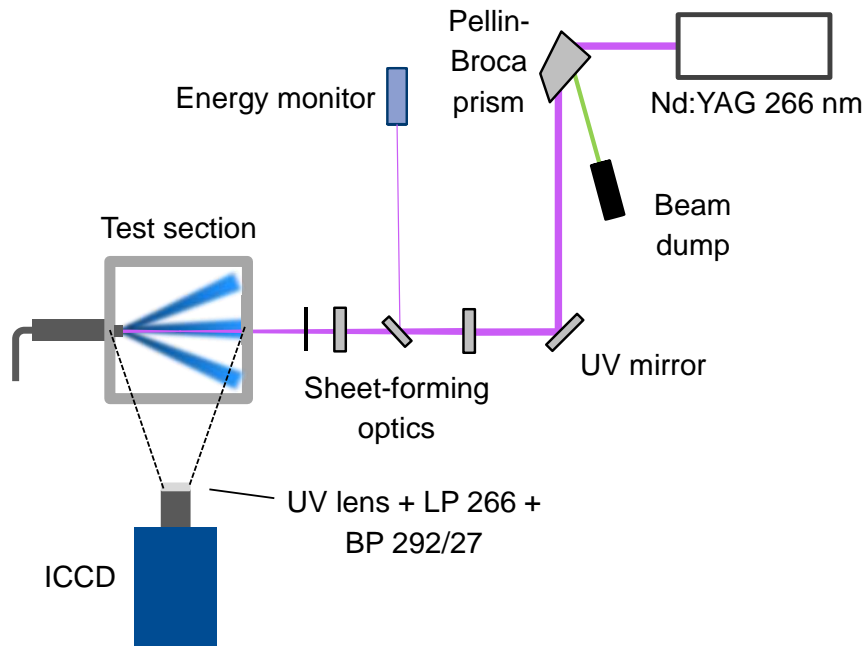 Pellin-
Broca
prism
Energy monitor
Nd:YAG 266 nm
Beam
dump
Test section
UV mirror
Sheet-forming
optics
UV lens + LP 266 +
BP 292/27
ICCD